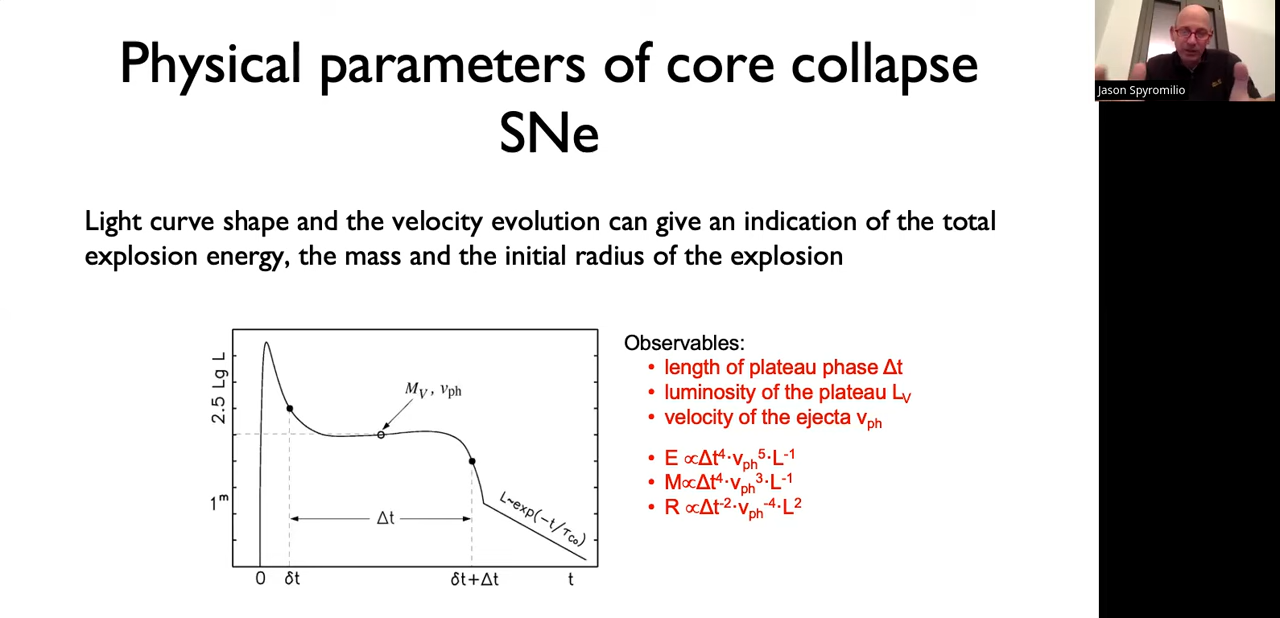 Physical parameters of core collapse
SNe
Jason Spyromilio
Light curve shape and the velocity evolution can give an indication of the total
explosion energy, the mass and the initial radius of the explosion
2.5 Lg L
1ᵐ
M_V, v_ph
Δt
L~exp(-t/τ_Co)
0 δt δt+Δt t
Observables:
• length of plateau phase Δt
• luminosity of the plateau L_V
• velocity of the ejecta v_ph
• E ∝Δt⁴·v_ph⁵·L⁻¹
• M∝Δt⁴·v_ph³·L⁻¹
• R ∝Δt⁻²·v_ph⁻⁴·L²